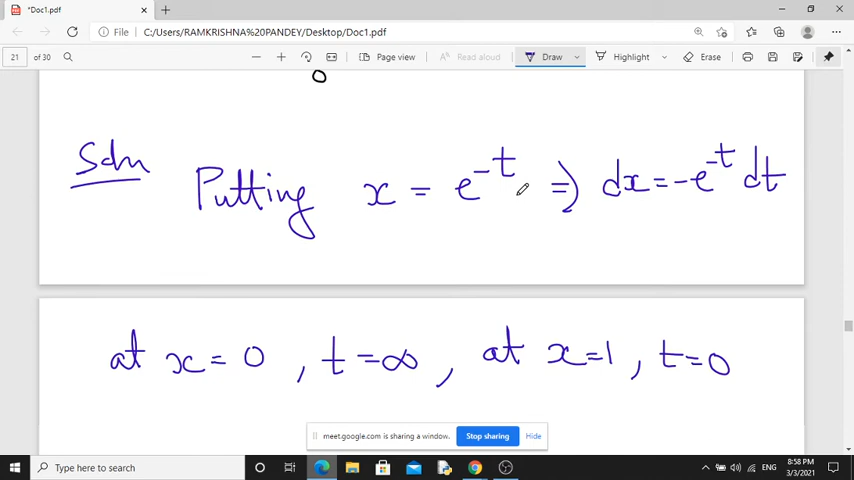 *Doc1.pdf
C:/Users/RAMKRISHNA%20PANDEY/Desktop/Doc1.pdf
21 of 30
Page view
Read aloud
Draw
Highlight
Erase
Soln
Putting x = e^{-t} ⇒) dx = -e^{-t} dt
at x = 0 , t = ∞ , at x = 1 , t = 0
meet.google.com is sharing a window. Stop sharing Hide
Type here to search
ENG
8:58 PM
3/3/2021